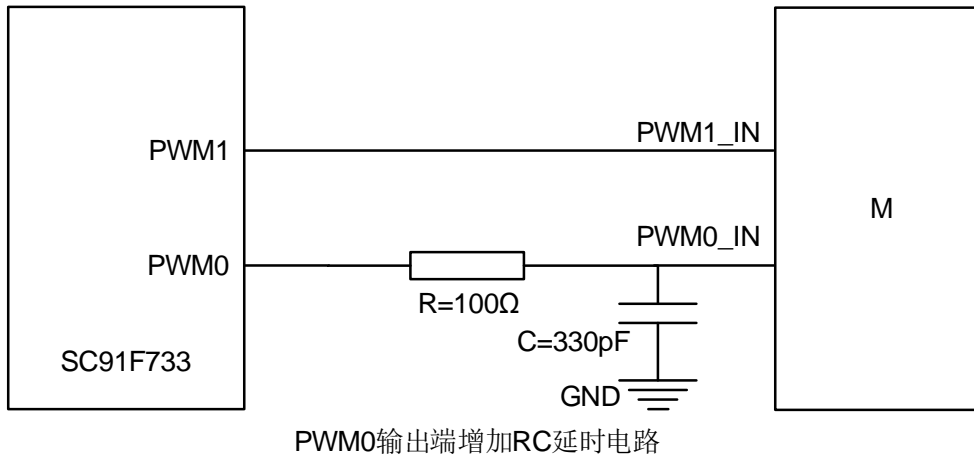 PWM1
PWM1_IN
M
PWM0
PWM0_IN
R=100Ω
C=330pF
SC91F733
GND
PWM0输出端增加RC延时电路